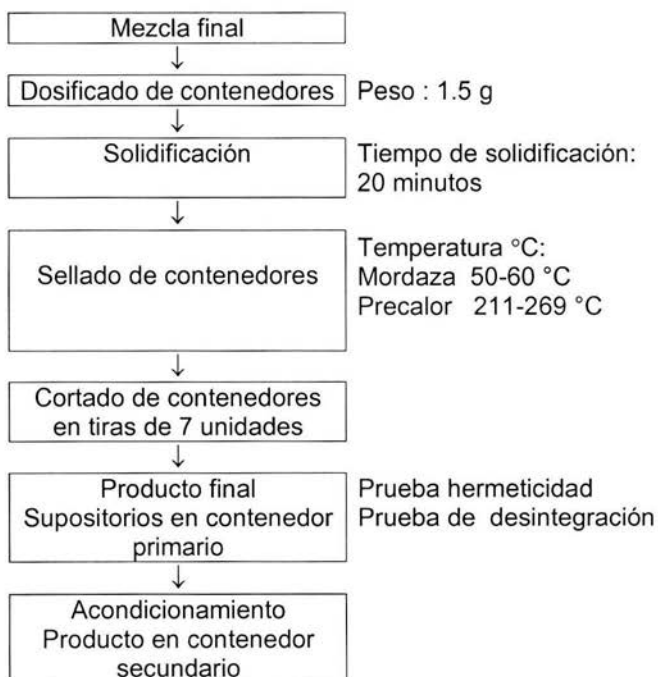 Mezcla final
↓
Dosificado de contenedores Peso : 1.5 g
↓
Solidificación Tiempo de solidificación:
20 minutos
↓
Temperatura °C:
Sellado de contenedores Mordaza 50-60 °C
Precalor 211-269 °C
↓
Cortado de contenedores
en tiras de 7 unidades
↓
Producto final Prueba hermeticidad
Supositorios en contenedor Prueba de desintegración
primario
↓
Acondicionamiento
Producto en contenedor
secundario